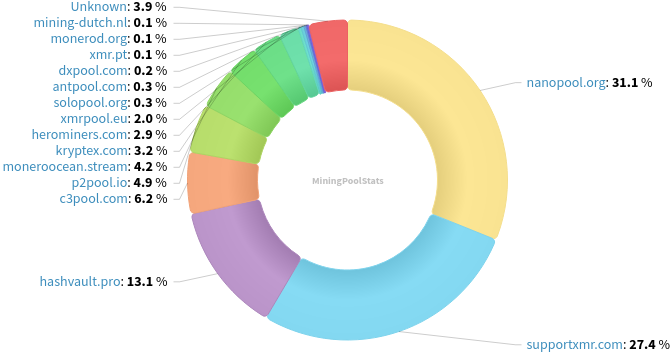 Unknown: 3.9 %
mining-dutch.nl: 0.1 %
monerod.org: 0.1 %
xmr.pt: 0.1 %
dxpool.com: 0.2 %
antpool.com: 0.3 %
solopool.org: 0.3 %
xmrpool.eu: 2.0 %
herominers.com: 2.9 %
kryptex.com: 3.2 %
moneroocean.stream: 4.2 %
p2pool.io: 4.9 %
c3pool.com: 6.2 %
hashvault.pro: 13.1 %
MiningPoolStats
nanopool.org: 31.1 %
supportxmr.com: 27.4 %